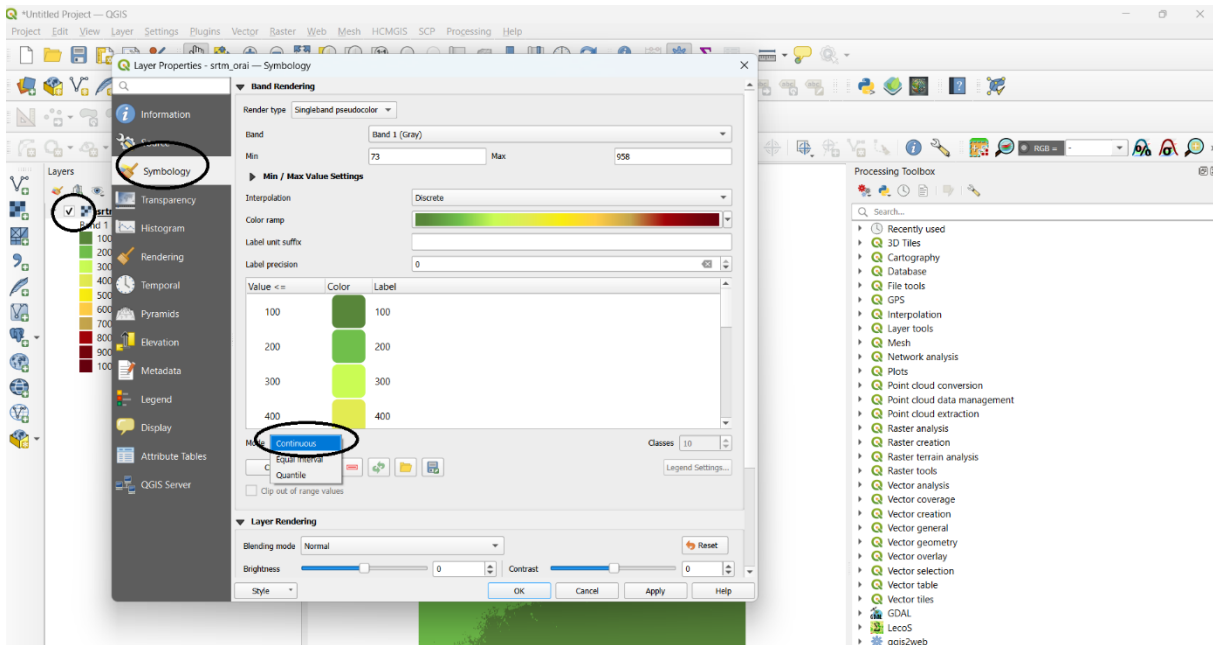 *Untitled Project — QGIS
Project Edit View Layer Settings Plugins Vector Raster Web Mesh HCMGIS SCP Processing Help
Layer Properties - srtm_orai — Symbology
Information
Source
Symbology
Transparency
Histogram
Rendering
Temporal
Pyramids
Elevation
Metadata
Legend
Display
Attribute Tables
QGIS Server
Band Rendering
Render type Singleband pseudocolor
Band Band 1 (Gray)
Min 73 Max 958
Min / Max Value Settings
Interpolation Discrete
Color ramp
Label unit suffix
Label precision 0
Value <= Color Label
100 100
200 200
300 300
400 400
Mode Continuous
Equal Interval
Quantile
Classes 10
Legend Settings...
Clip out of range values
Layer Rendering
Blending mode Normal
Reset
Brightness 0 Contrast 0
Style OK Cancel Apply Help
Layers
Band 1
200
300
400
500
600
700
800
900
RGB = -
Processing Toolbox
Search...
Recently used
3D Tiles
Cartography
Database
File tools
GPS
Interpolation
Layer tools
Mesh
Network analysis
Plots
Point cloud conversion
Point cloud data management
Point cloud extraction
Raster analysis
Raster creation
Raster terrain analysis
Raster tools
Vector analysis
Vector coverage
Vector creation
Vector general
Vector geometry
Vector overlay
Vector selection
Vector table
Vector tiles
GDAL
LecoS
qgis2web